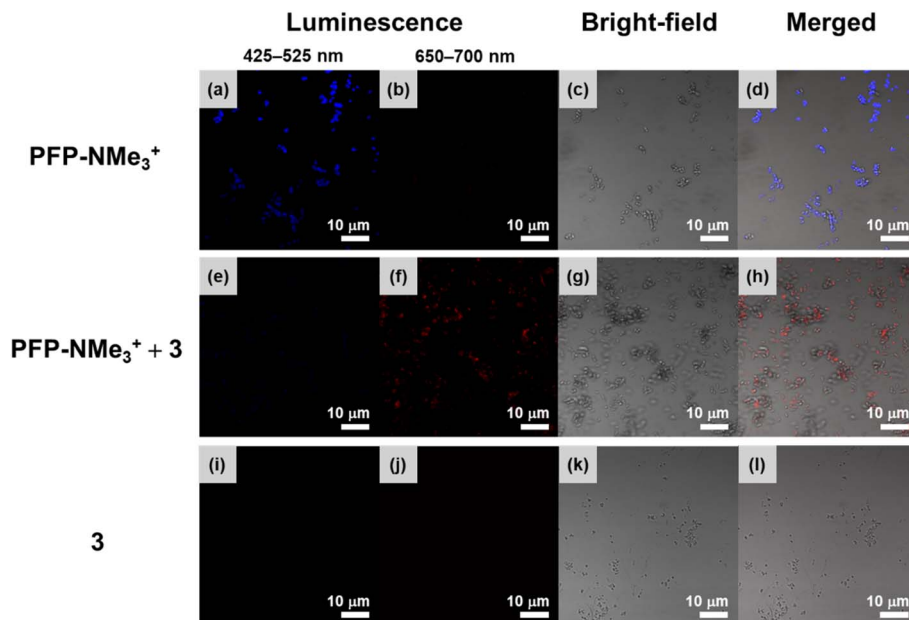 Luminescence Bright-field Merged
425–525 nm 650–700 nm
(a) (b) (c) (d)
PFP-NMe₃⁺
10 μm 10 μm 10 μm 10 μm
(e) (f) (g) (h)
PFP-NMe₃⁺ + 3
10 μm 10 μm 10 μm 10 μm
(i) (j) (k) (l)
3
10 μm 10 μm 10 μm 10 μm